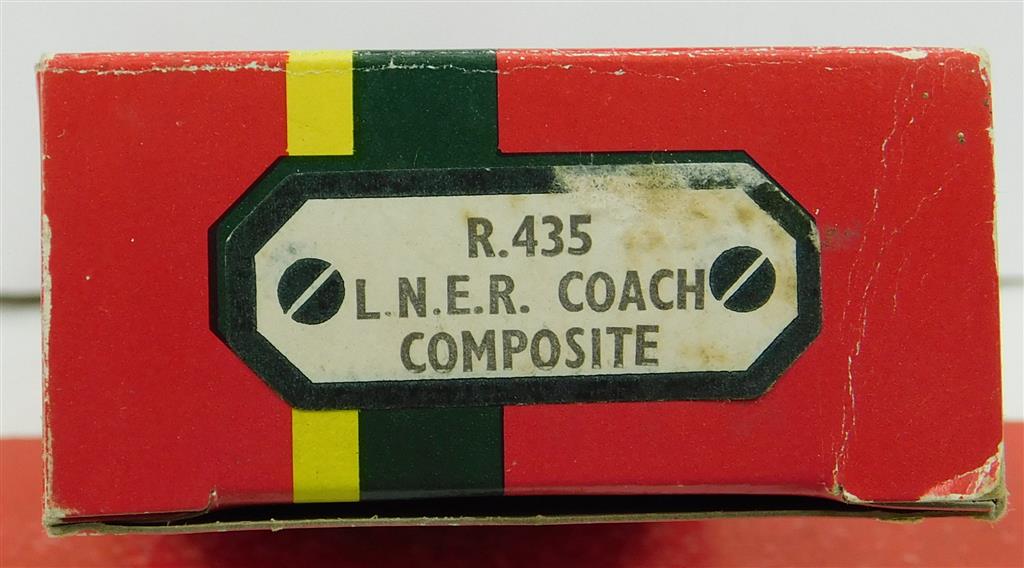 R.435
L.N.E.R. COACH
COMPOSITE